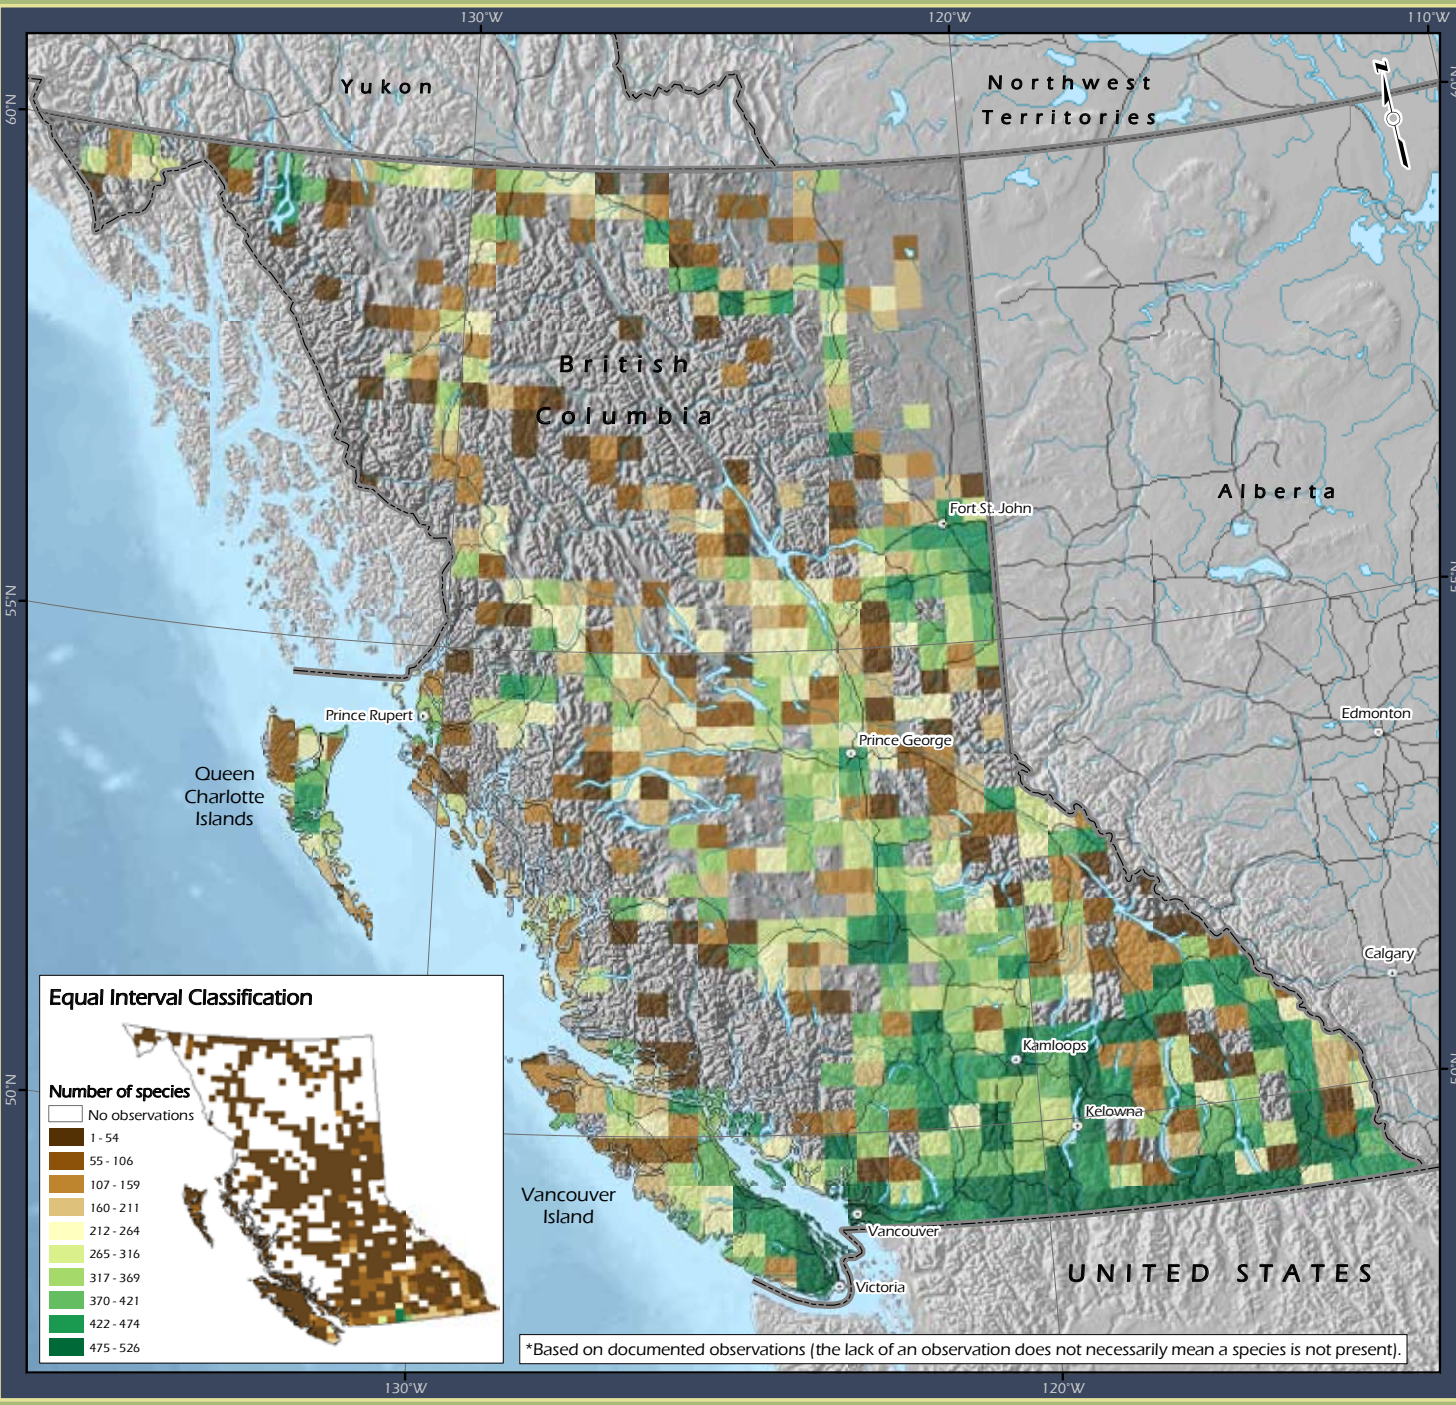 130°W
120°W
110°W
60°N
60°N
Yukon
Northwest
Territories
N
British
Columbia
Alberta
Fort St. John
55°N
55°N
Prince Rupert
Edmonton
Prince George
Queen
Charlotte
Islands
Calgary
Equal Interval Classification
Kamloops
50°N
50°N
Number of species
No observations
1 - 54
55 - 106
107 - 159
160 - 211
212 - 264
265 - 316
317 - 369
370 - 421
422 - 474
475 - 526
Kelowna
Vancouver
Island
Vancouver
Victoria
UNITED STATES
*Based on documented observations (the lack of an observation does not necessarily mean a species is not present).
130°W
120°W